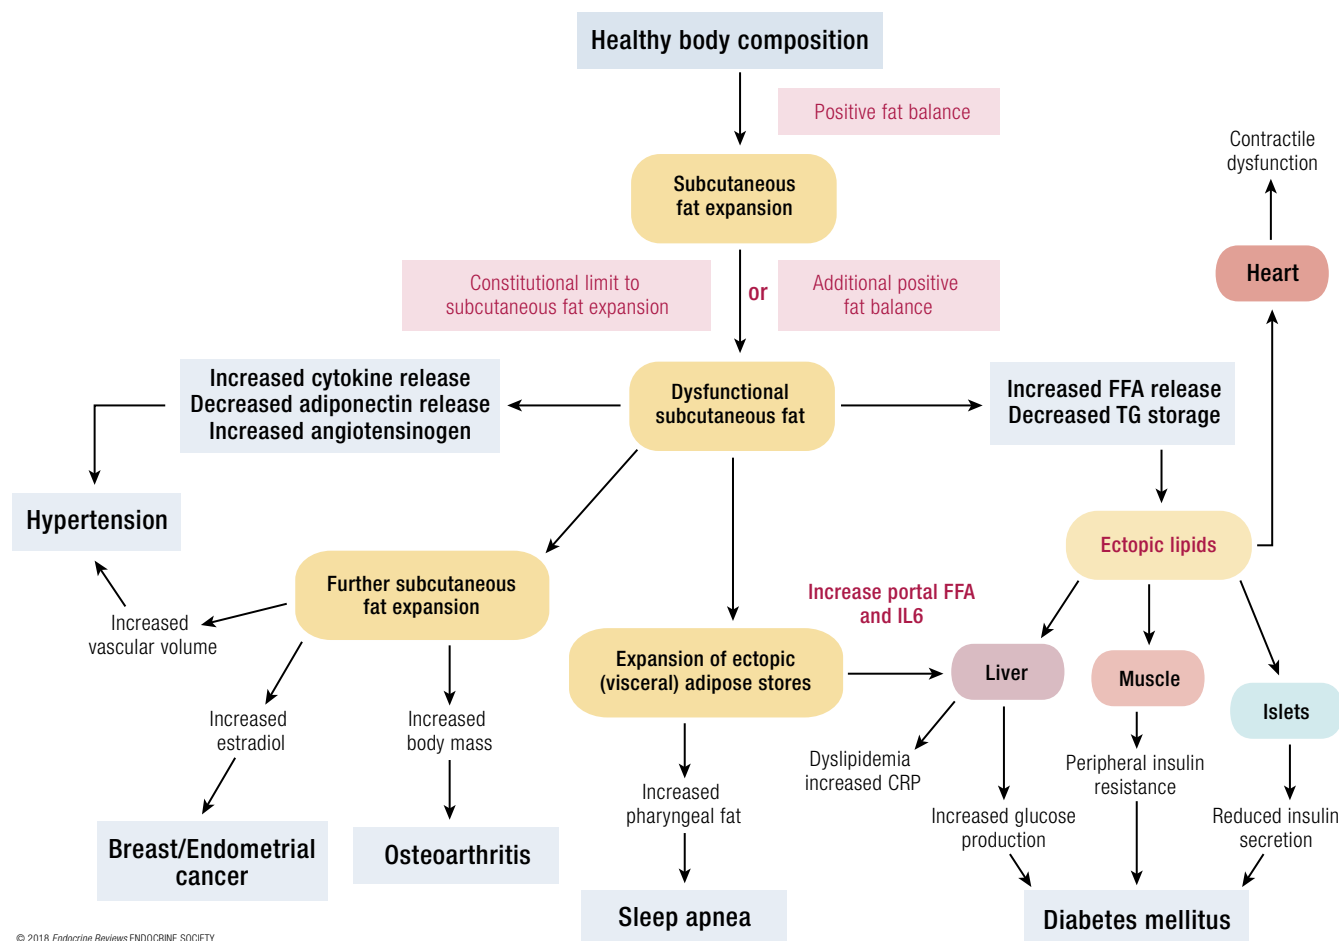 Healthy body composition
Positive fat balance
Contractile
dysfunction
Subcutaneous
fat expansion
Heart
Constitutional limit to
subcutaneous fat expansion
or
Additional positive
fat balance
Increased cytokine release
Decreased adiponectin release
Increased angiotensinogen
Dysfunctional
subcutaneous fat
Increased FFA release
Decreased TG storage
Hypertension
Ectopic lipids
Further subcutaneous
fat expansion
Increase portal FFA
and IL6
Increased
vascular volume
Expansion of ectopic
(visceral) adipose stores
Liver
Muscle
Islets
Increased
estradiol
Increased
body mass
Dyslipidemia
increased CRP
Peripheral insulin
resistance
Increased
pharyngeal fat
Increased glucose
production
Reduced insulin
secretion
Breast/Endometrial
cancer
Osteoarthritis
Sleep apnea
Diabetes mellitus
© 2018 Endocrine Reviews ENDOCRINE SOCIETY